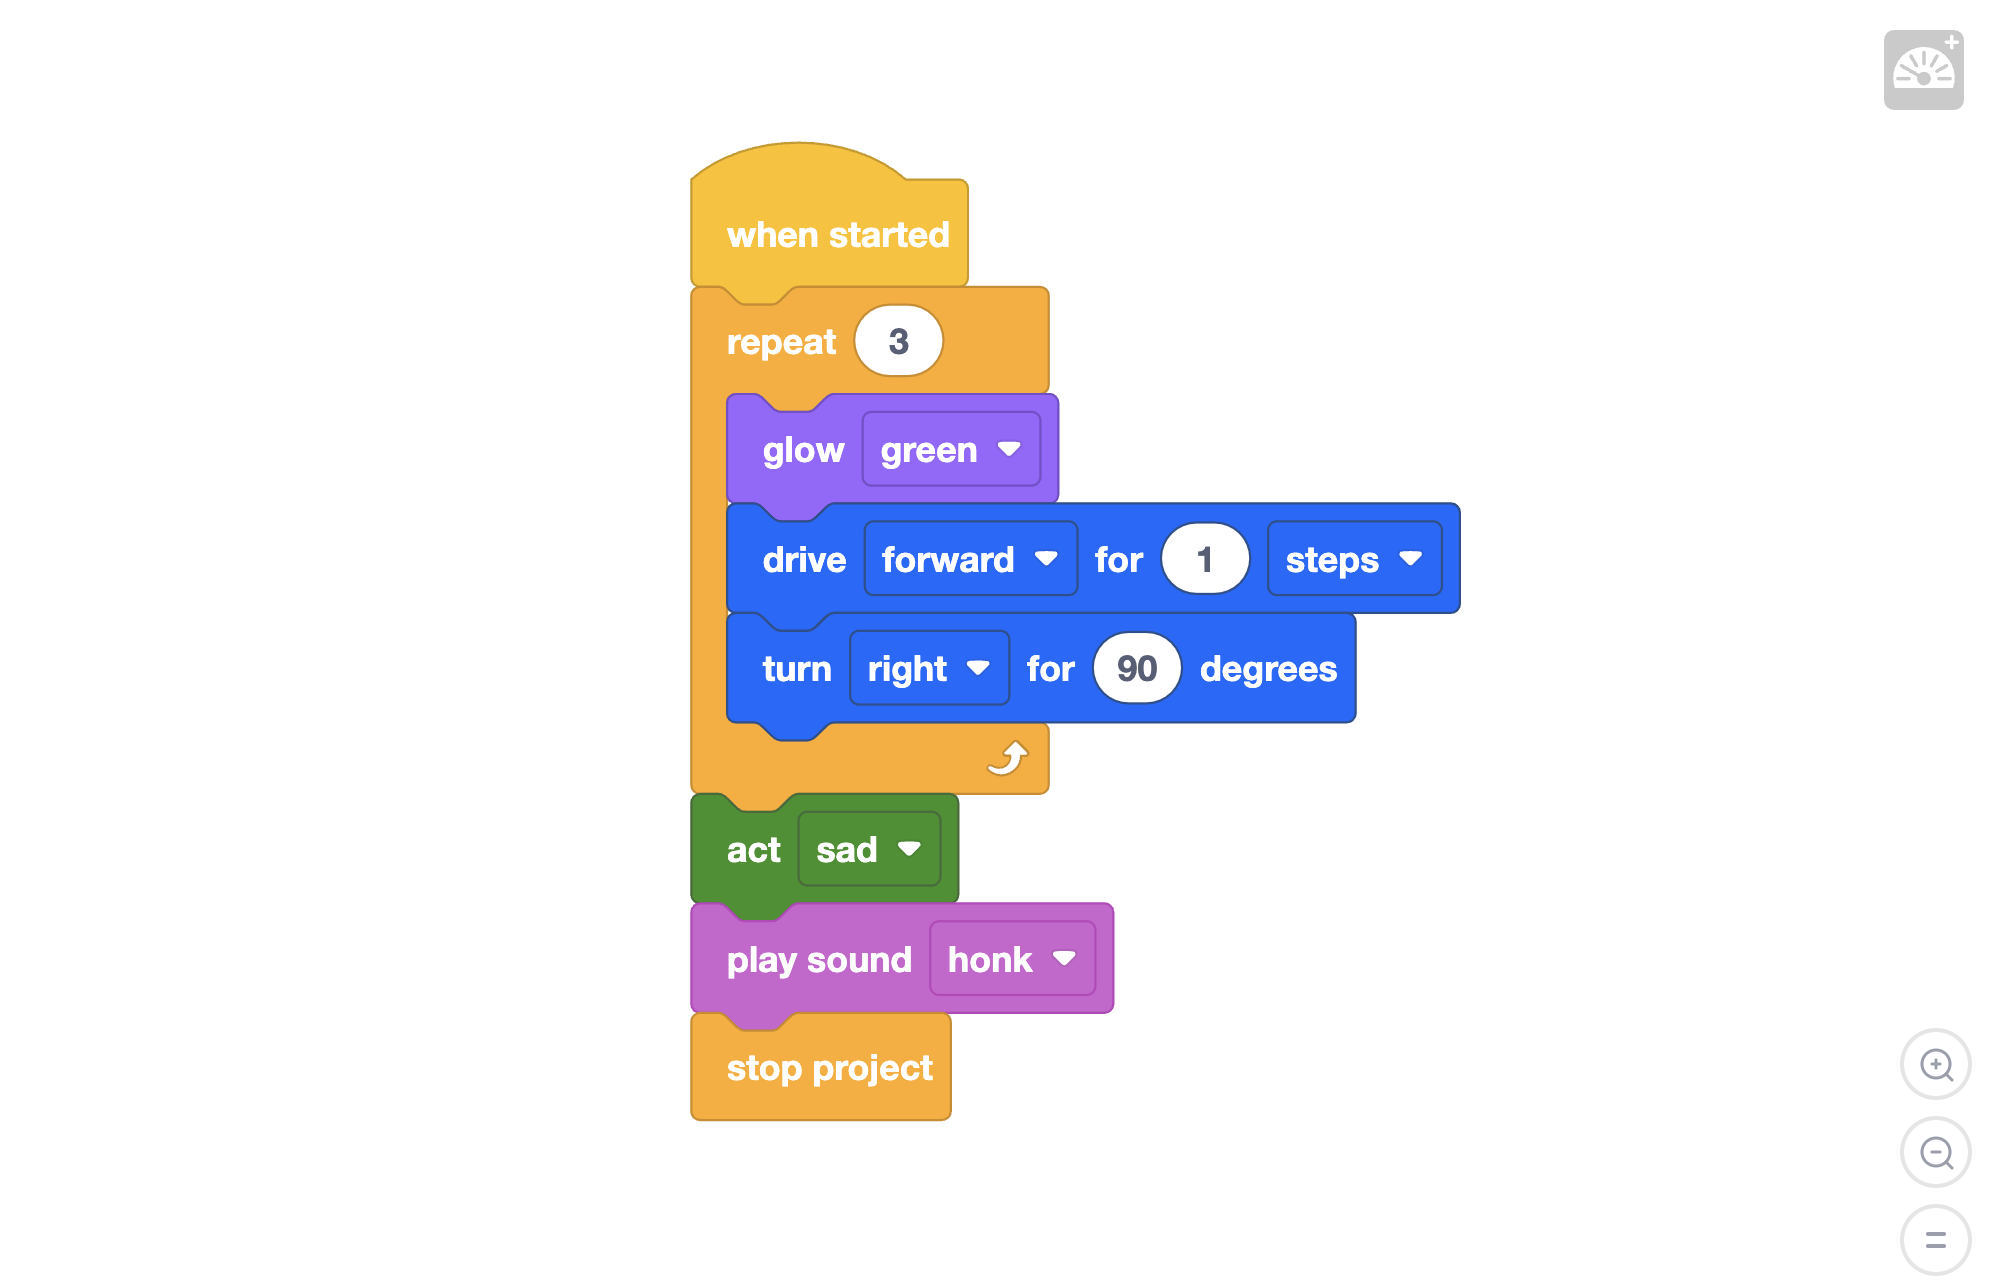 when started
repeat 3
glow green
drive forward for 1 steps
turn right for 90 degrees
act sad
play sound honk
stop project